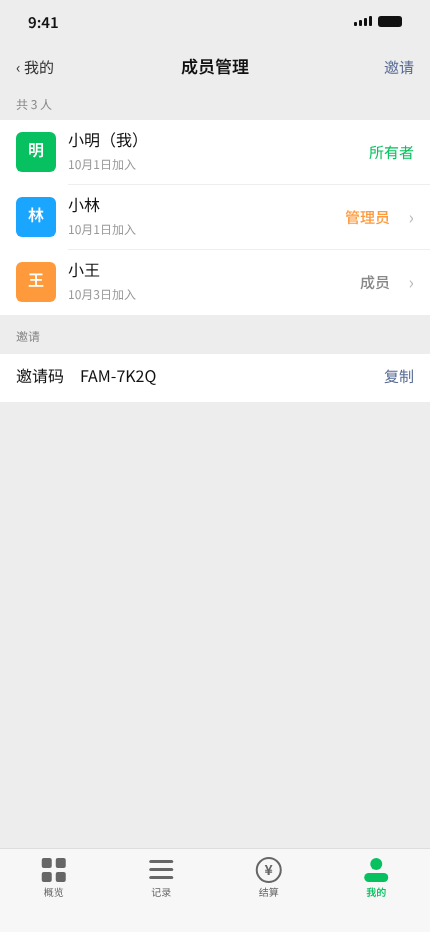 9:41
‹ 我的
成员管理
邀请
共 3 人
明
小明（我）
10月1日加入
所有者
林
小林
10月1日加入
管理员 ›
王
小王
10月3日加入
成员 ›
邀请
邀请码 FAM-7K2Q
复制
¥
概览
记录
结算
我的